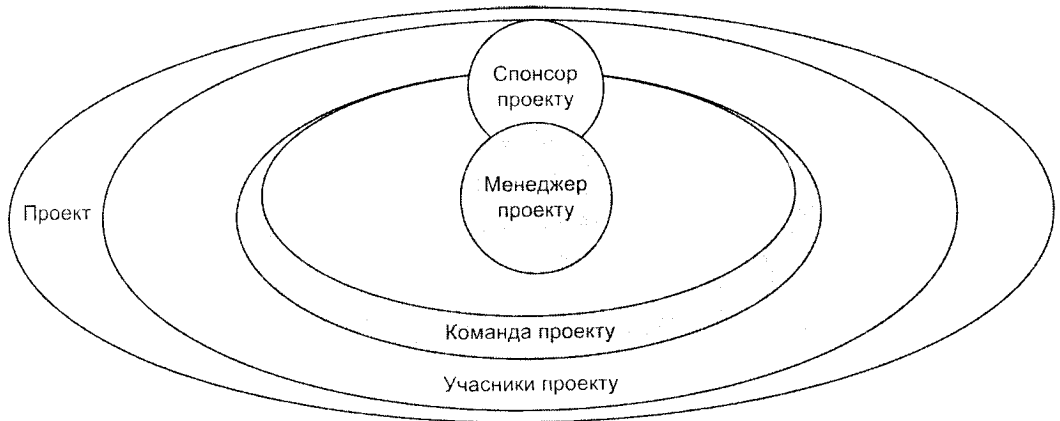 Спонсор
проекту
Менеджер
проекту
Проект
Команда проекту
Учасники проекту